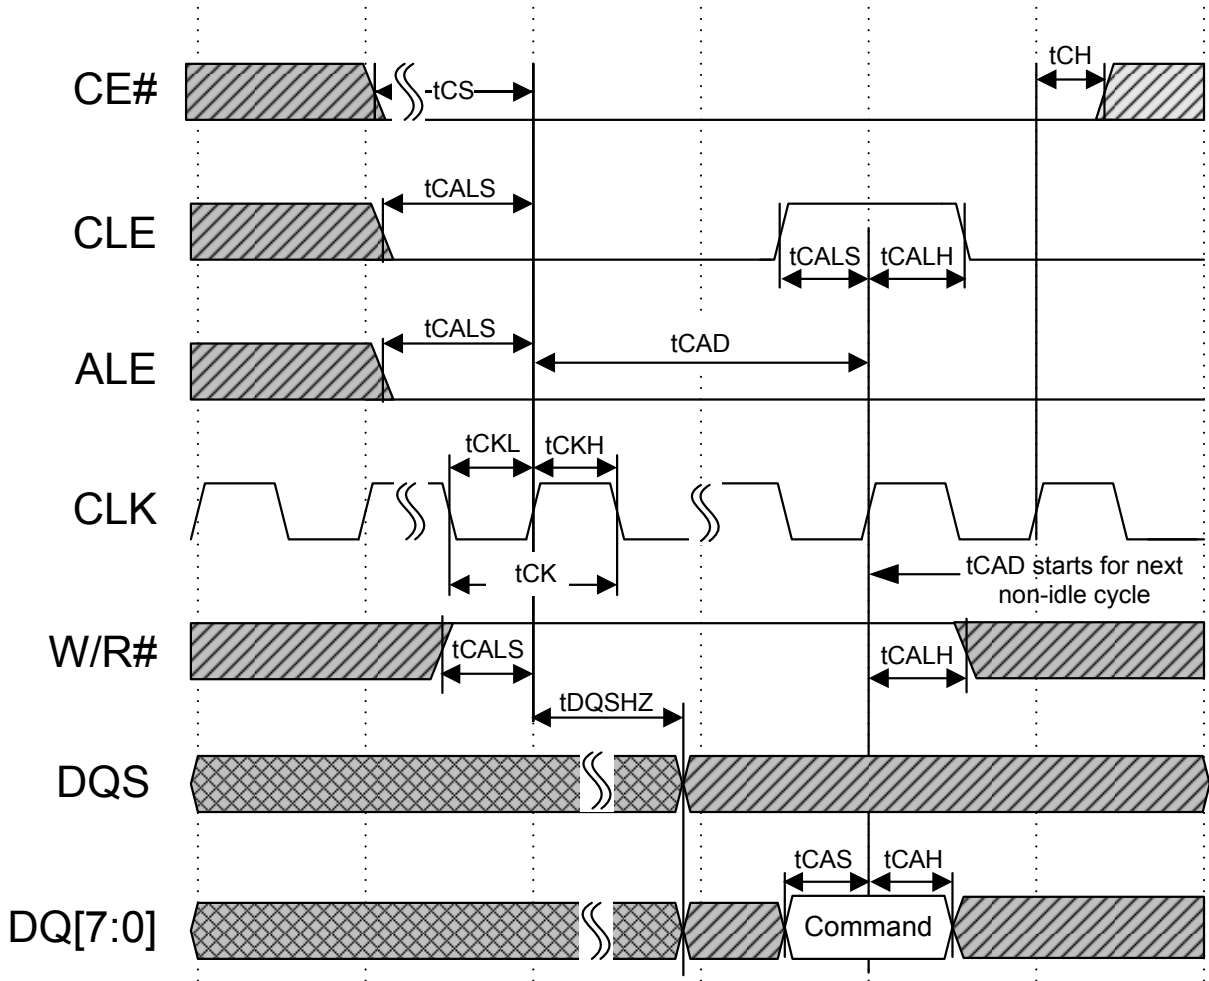 tCH
CE#
tCS
tCALS
CLE
tCALS
tCALH
tCALS
tCAD
ALE
tCKL
tCKH
CLK
tCK
tCAD starts for next
non-idle cycle
W/R#
tCALS
tCALH
tDQSHZ
DQS
tCAS
tCAH
DQ[7:0]
Command